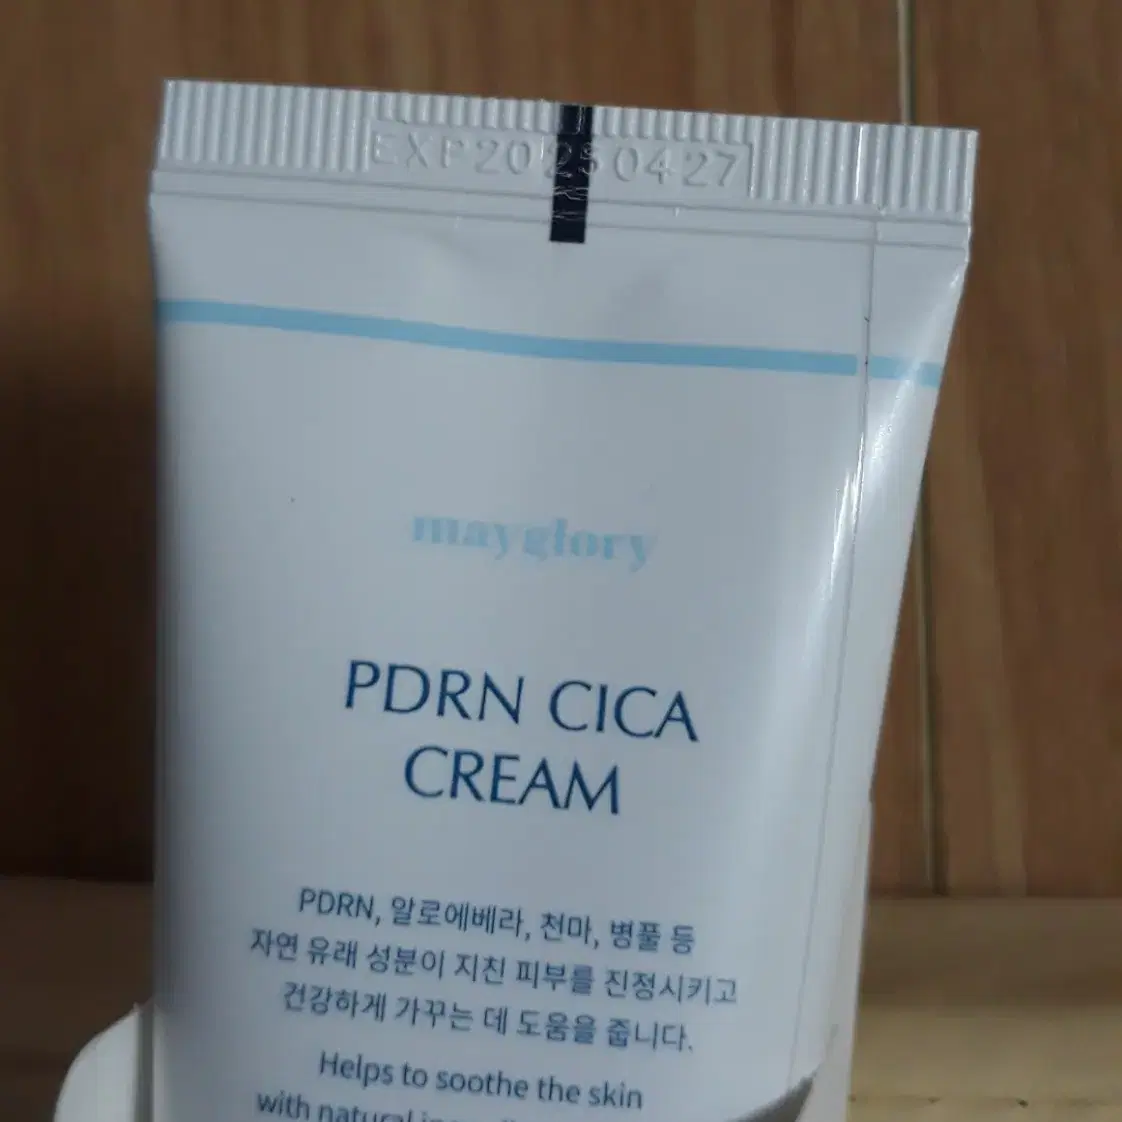 EXP20250427
mayglory
PDRN CICA
CREAM
PDRN, 알로에베라, 천마, 병풀 등
자연 유래 성분이 지친 피부를 진정시키고
건강하게 가꾸는 데 도움을 줍니다.
Helps to soothe the skin
with natural